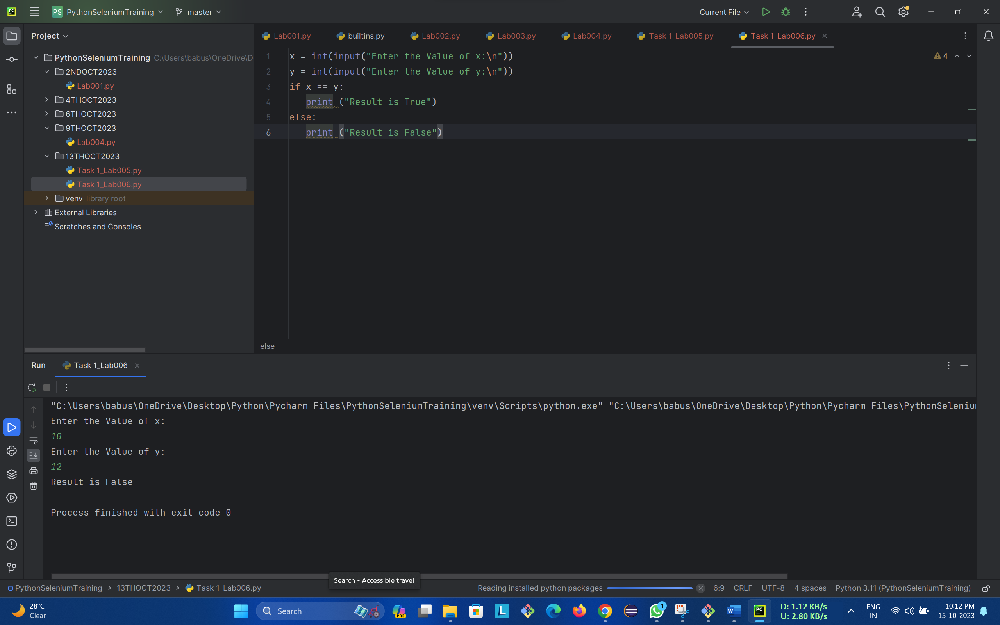 PC
PS PythonSeleniumTraining master Current File
Project
PythonSeleniumTraining C:\Users\babus\OneDrive\D
2NDOCT2023
Lab001.py
4THOCT2023
6THOCT2023
9THOCT2023
Lab004.py
13THOCT2023
Task 1_Lab005.py
Task 1_Lab006.py
venv library root
External Libraries
Scratches and Consoles
Lab001.py builtins.py Lab002.py Lab003.py Lab004.py Task 1_Lab005.py Task 1_Lab006.py
4
1 x = int(input("Enter the Value of x:\n"))
2 y = int(input("Enter the Value of y:\n"))
3 if x == y:
4 print ("Result is True")
5 else:
6 print ("Result is False")
else
Run Task 1_Lab006
"C:\Users\babus\OneDrive\Desktop\Python\Pycharm Files\PythonSeleniumTraining\venv\Scripts\python.exe" "C:\Users\babus\OneDrive\Desktop\Python\Pycharm Files\PythonSeleniu
Enter the Value of x:
10
Enter the Value of y:
12
Result is False
Process finished with exit code 0
Search - Accessible travel
PythonSeleniumTraining > 13THOCT2023 > Task 1_Lab006.py Reading installed python packages 6:9 CRLF UTF-8 4 spaces Python 3.11 (PythonSeleniumTraining)
28°C
Clear
Search
PRE
L
1
W
PC
D: 1.12 KB/s
U: 2.80 KB/s
ENG
IN
10:12 PM
15-10-2023